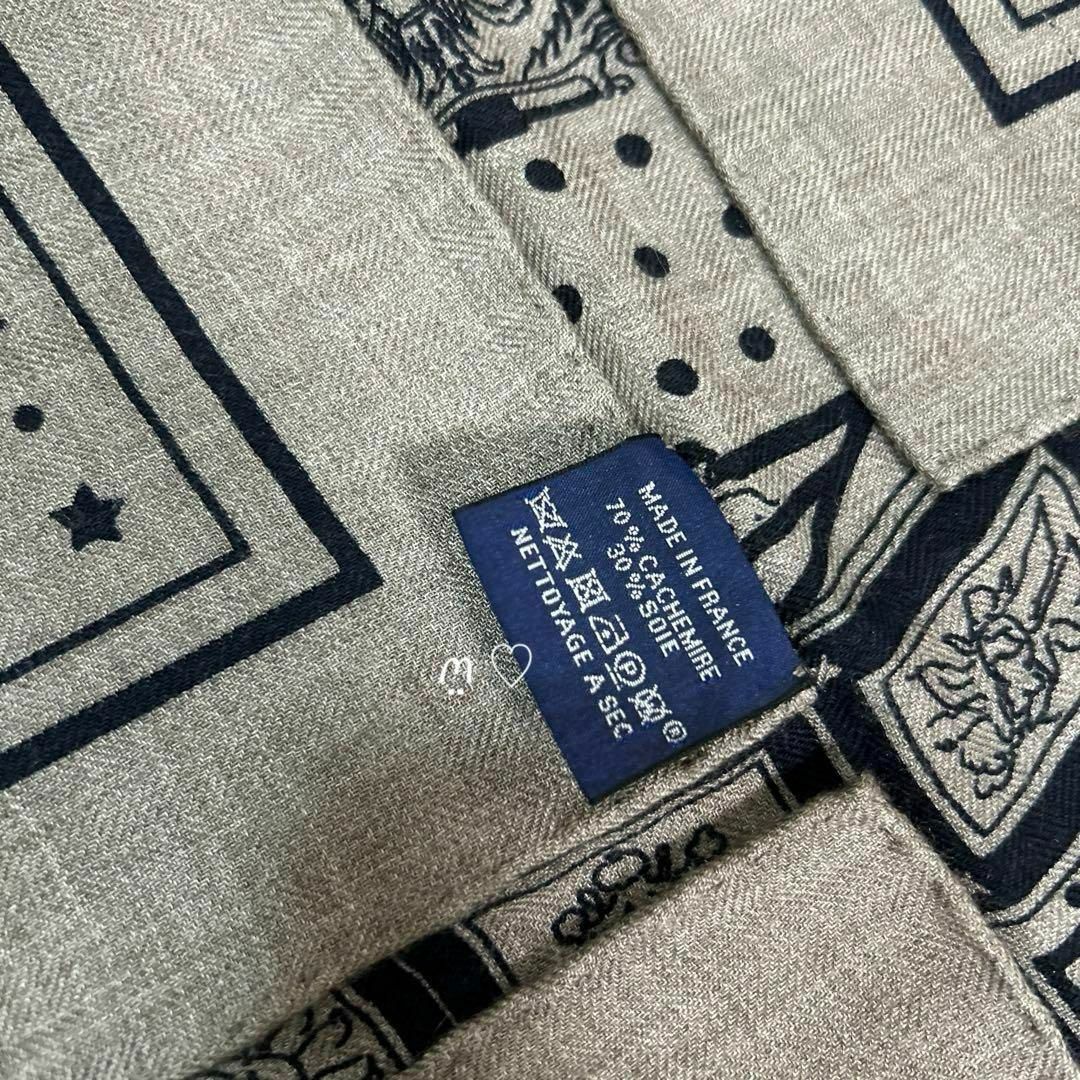 MADE IN FRANCE
70 % CACHEMIRE
30 % SOIE
P
®
NETTOYAGE A SEC